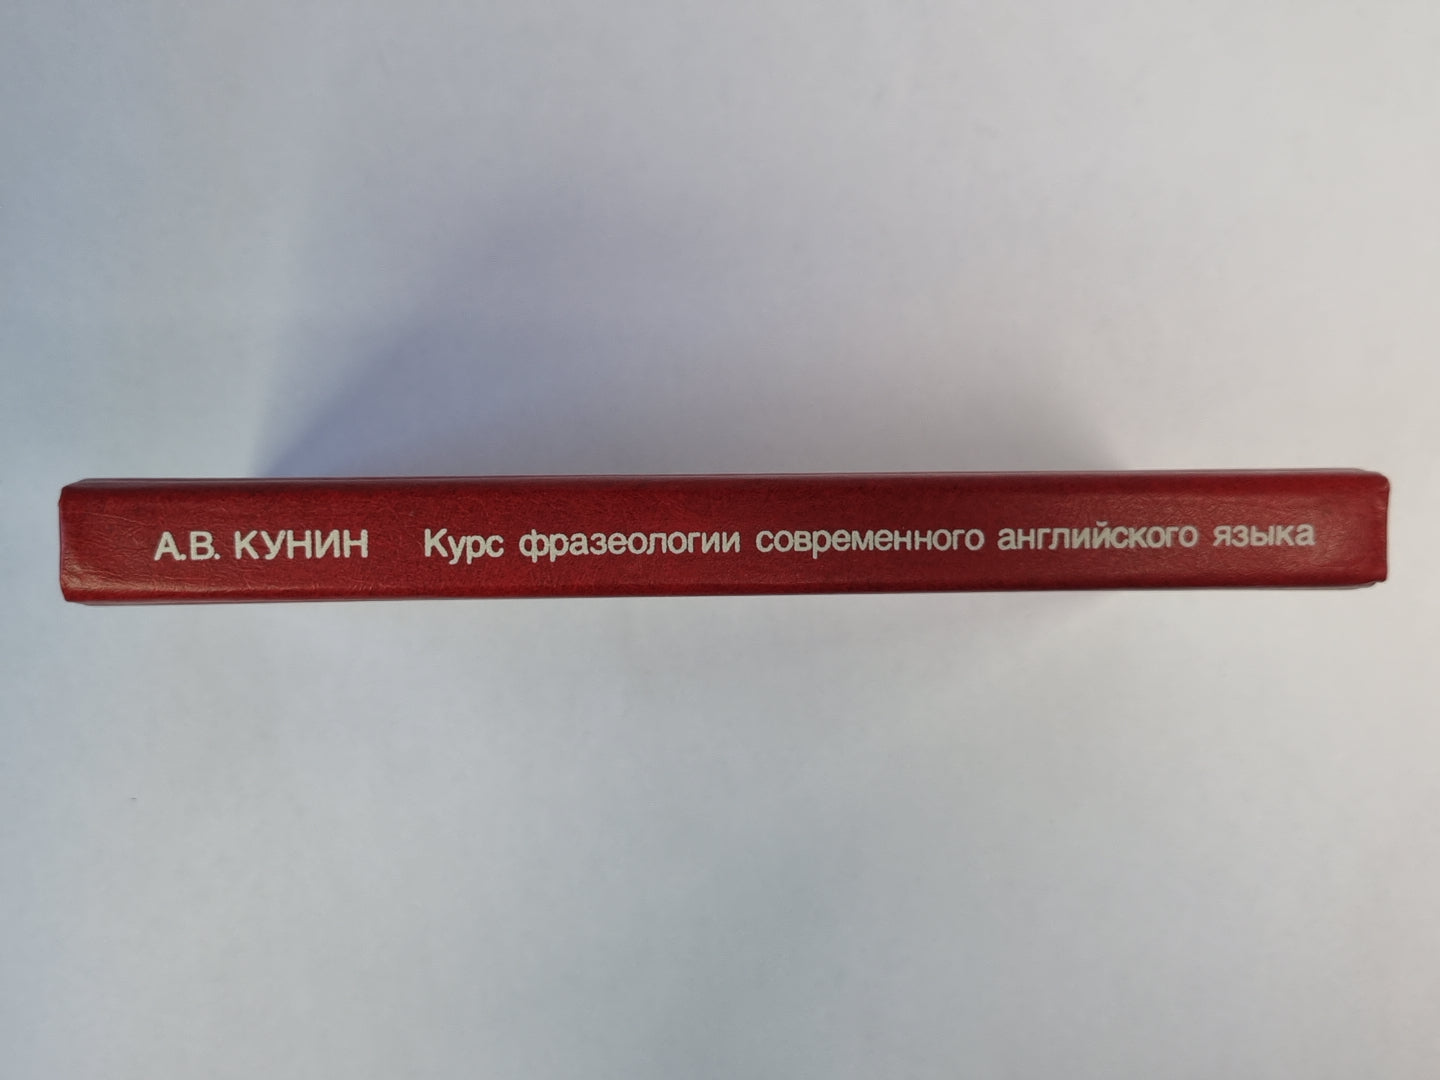 А.В. КУНИН Курс фразеологии современного английского языка